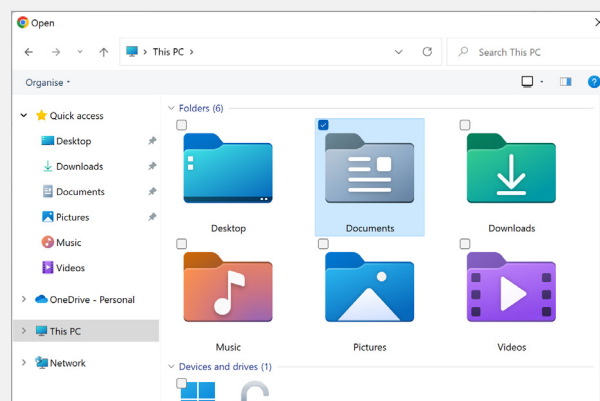 Open
This PC
Search This PC
Organise
Quick access
Desktop
Downloads
Documents
Pictures
Music
Videos
OneDrive - Personal
This PC
Network
Folders (6)
Desktop
Documents
Downloads
Music
Pictures
Videos
Devices and drives (1)